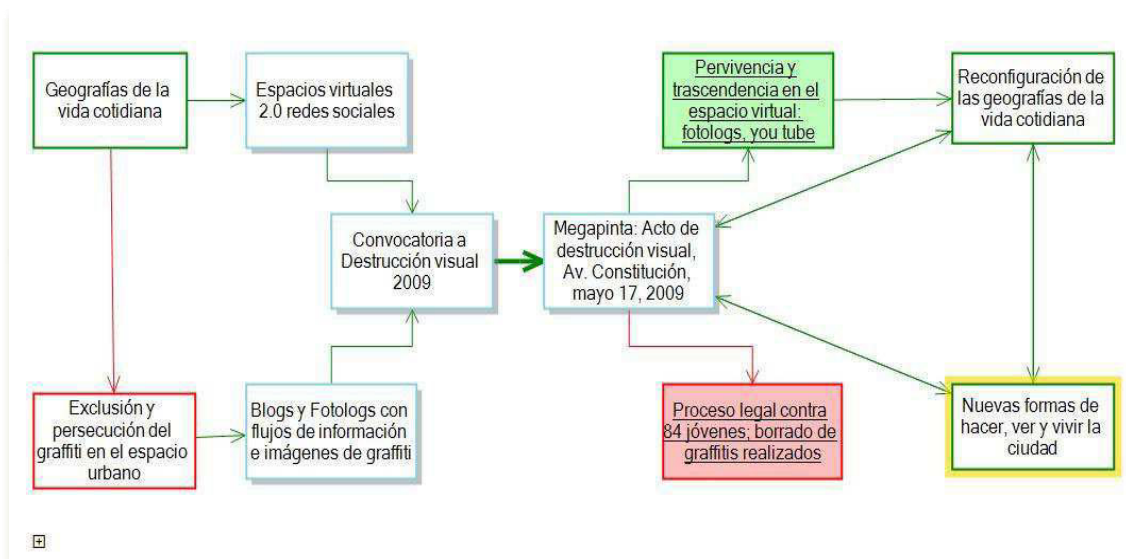 Geografías de la
vida cotidiana
Espacios virtuales
2.0 redes sociales
Pervivencia y
trascendencia en el
espacio virtual:
fotologs, you tube
Reconfiguración de
las geografías de la
vida cotidiana
Convocatoria a
Destrucción visual
2009
Megapinta: Acto de
destrucción visual,
Av. Constitución,
mayo 17, 2009
Exclusión y
persecución del
graffiti en el espacio
urbano
Blogs y Fotologs con
flujos de información
e imágenes de graffiti
Proceso legal contra
84 jóvenes; borrado de
graffitis realizados
Nuevas formas de
hacer, ver y vivir la
ciudad